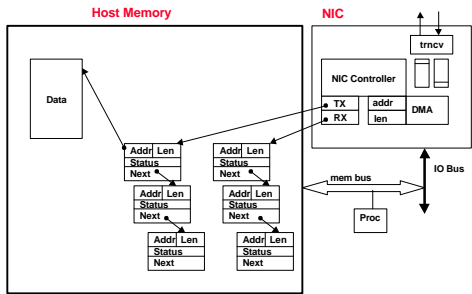 Host Memory
NIC
trncv
NIC Controller
Data
TX
addr
DMA
RX
len
Addr Len
Status
Next
Addr Len
Status
Next
Addr Len
Status
Next
Addr Len
Status
Next
Addr Len
Status
Next
Addr Len
Status
Next
IO Bus
mem bus
Proc